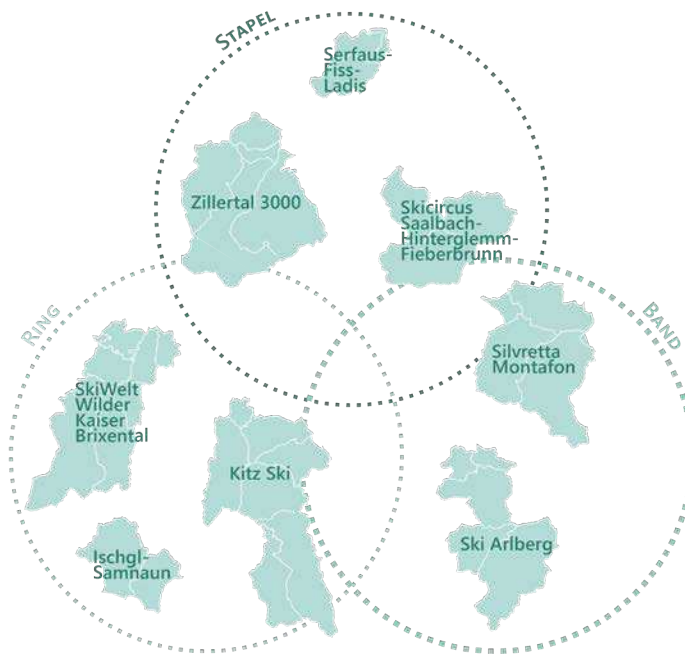 STAPEL
Serfaus-
Fiss-
Ladis
Zillertal 3000
Skicircus
Saalbach-
Hinterglemm-
Fieberbrunn
RING
BAND
Silvretta
Montafon
SkiWelt
Wilder
Kaiser
Brixental
Kitz Ski
Ski Arlberg
Ischgl-
Samnaun